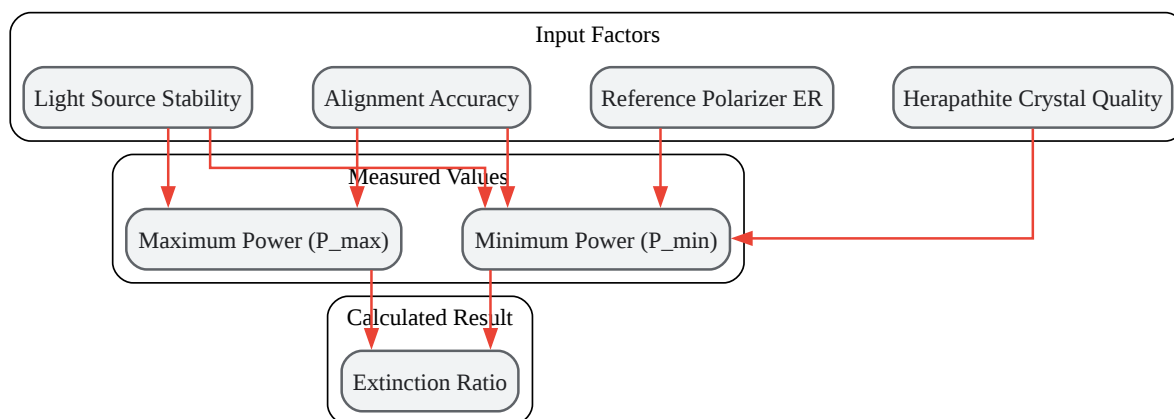 Input Factors
Light Source Stability
Alignment Accuracy
Reference Polarizer ER
Herapathite Crystal Quality
Measured Values
Maximum Power (P_max)
Minimum Power (P_min)
Calculated Result
Extinction Ratio